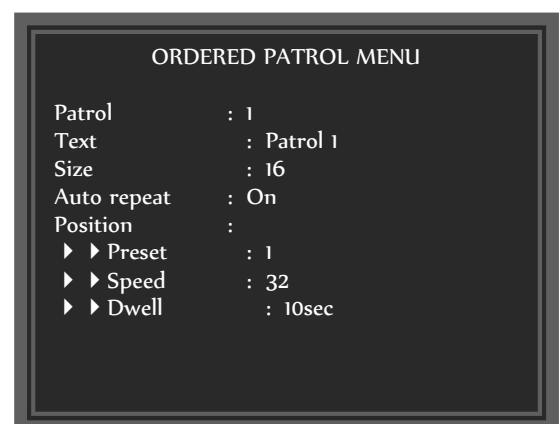 ORDERED PATROL MENU
Patrol : 1
Text : Patrol 1
Size : 16
Auto repeat : On
Position :
Preset : 1
Speed : 32
Dwell : 10sec